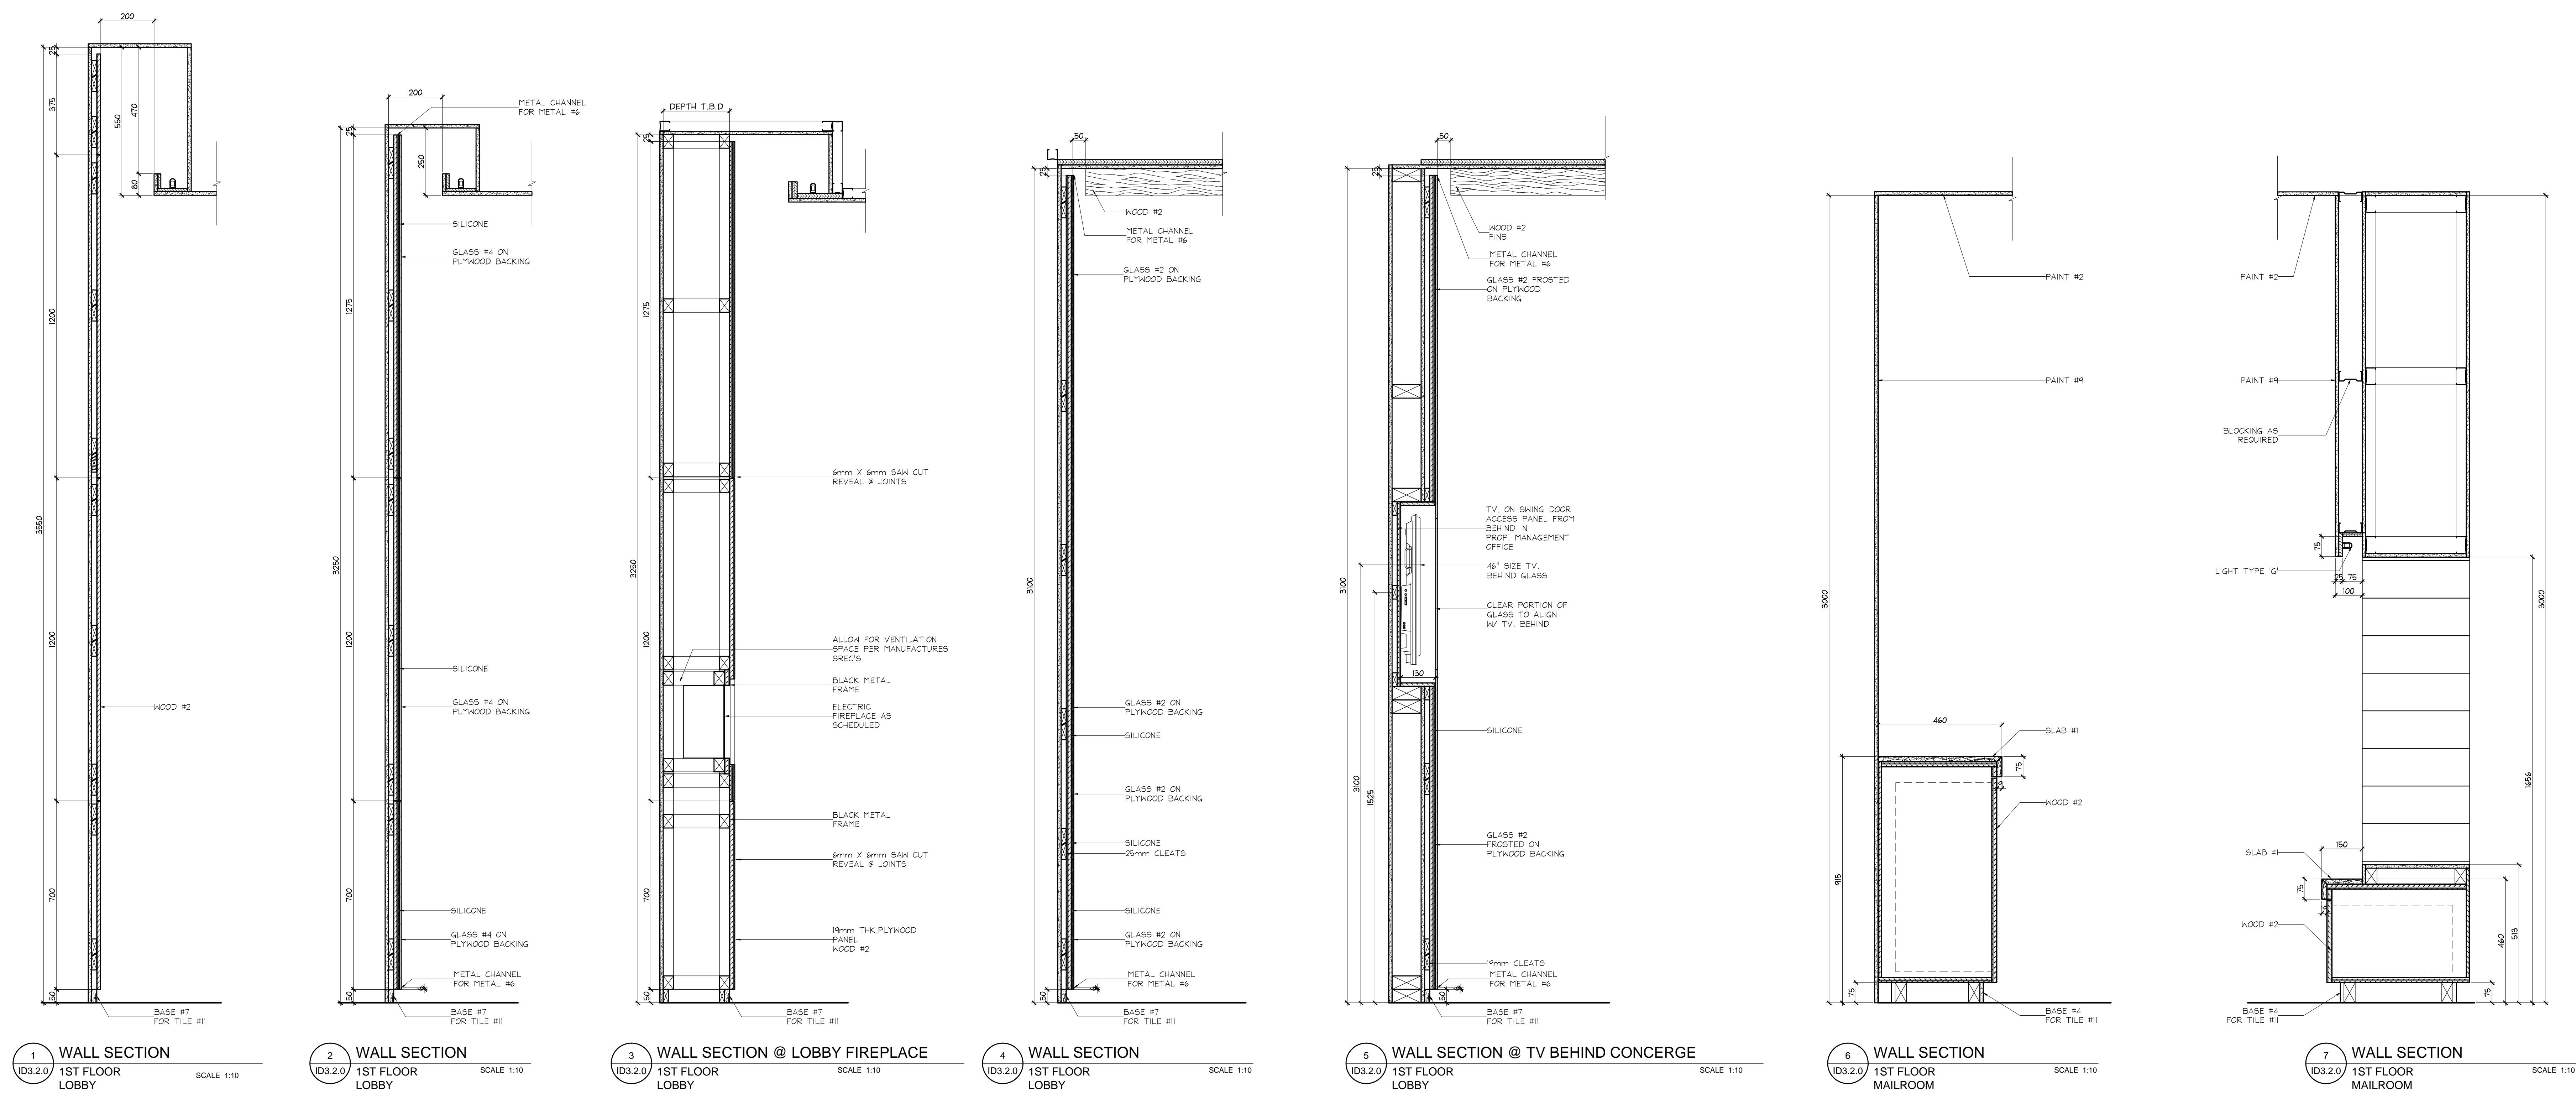 200
25
375
470
550
80
1200
3550
1200
WOOD #2
700
50
BASE #7
FOR TILE #11
1
ID3.2.0
WALL SECTION
1ST FLOOR
LOBBY
SCALE 1:10
200
METAL CHANNEL
FOR METAL #6
25
250
SILICONE
GLASS #4 ON
PLYWOOD BACKING
1275
3250
1200
SILICONE
GLASS #4 ON
PLYWOOD BACKING
700
SILICONE
GLASS #4 ON
PLYWOOD BACKING
METAL CHANNEL
FOR METAL #6
50
BASE #7
FOR TILE #11
2
ID3.2.0
WALL SECTION
1ST FLOOR
LOBBY
SCALE 1:10
DEPTH T.B.D
25
1275
6mm X 6mm SAW CUT
REVEAL @ JOINTS
3250
1200
ALLOW FOR VENTILATION
SPACE PER MANUFACTURES
SREC'S
BLACK METAL
FRAME
ELECTRIC
FIREPLACE AS
SCHEDULED
BLACK METAL
FRAME
6mm X 6mm SAW CUT
REVEAL @ JOINTS
700
19mm THK.PLYWOOD
PANEL
WOOD #2
50
3
ID3.2.0
WALL SECTION @ LOBBY FIREPLACE
1ST FLOOR
LOBBY
SCALE 1:10
50
25
WOOD #2
METAL CHANNEL
FOR METAL #6
GLASS #2 ON
PLYWOOD BACKING
3100
GLASS #2 ON
PLYWOOD BACKING
SILICONE
GLASS #2 ON
PLYWOOD BACKING
SILICONE
25mm CLEATS
SILICONE
GLASS #2 ON
PLYWOOD BACKING
METAL CHANNEL
FOR METAL #6
50
BASE #7
FOR TILE #11
4
ID3.2.0
WALL SECTION
1ST FLOOR
LOBBY
SCALE 1:10
50
25
WOOD #2
FINS
METAL CHANNEL
FOR METAL #6
GLASS #2 FROSTED
ON PLYWOOD
BACKING
TV. ON SWING DOOR
ACCESS PANEL FROM
BEHIND IN
PROP. MANAGEMENT
OFFICE
46" SIZE TV.
BEHIND GLASS
3100
CLEAR PORTION OF
GLASS TO ALIGN
W/ TV. BEHIND
130
SILICONE
3100
1525
GLASS #2
FROSTED ON
PLYWOOD BACKING
19mm CLEATS
METAL CHANNEL
FOR METAL #6
50
BASE #7
FOR TILE #11
5
ID3.2.0
WALL SECTION @ TV BEHIND CONCERGE
1ST FLOOR
LOBBY
SCALE 1:10
PAINT #2
PAINT #9
3000
460
SLAB #1
75
WOOD #2
915
75
BASE #4
FOR TILE #11
6
ID3.2.0
WALL SECTION
1ST FLOOR
MAILROOM
SCALE 1:10
PAINT #2
PAINT #9
BLOCKING AS
REQUIRED
75
LIGHT TYPE 'G'
25 75
100
3000
1656
150
SLAB #1
75
WOOD #2
460
513
75
BASE #4
FOR TILE #11
7
ID3.2.0
WALL SECTION
1ST FLOOR
MAILROOM
SCALE 1:10